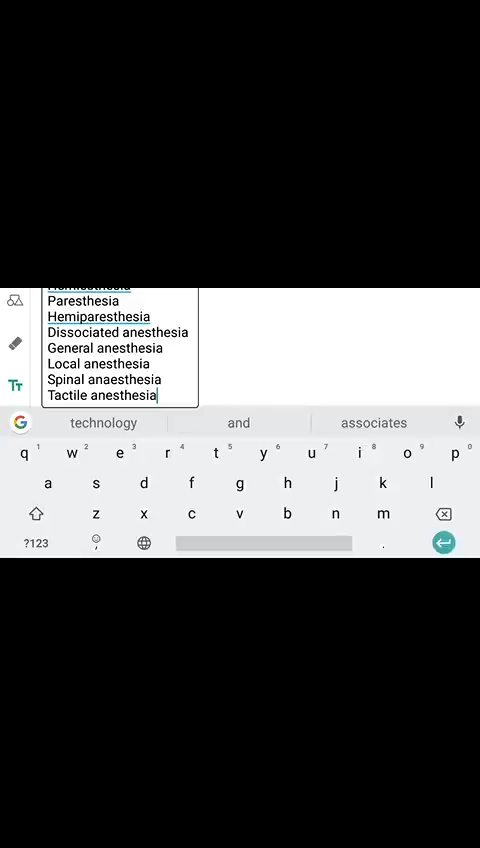 Paresthesia
Hemiparesthesia
Dissociated anesthesia
General anesthesia
Local anesthesia
Spinal anaesthesia
Tactile anesthesia
technology and associates
q 1 w 2 e 3 r 4 t 5 y 6 u 7 i 8 o 9 p 0
a s d f g h j k l
z x c v b n m
?123 , .